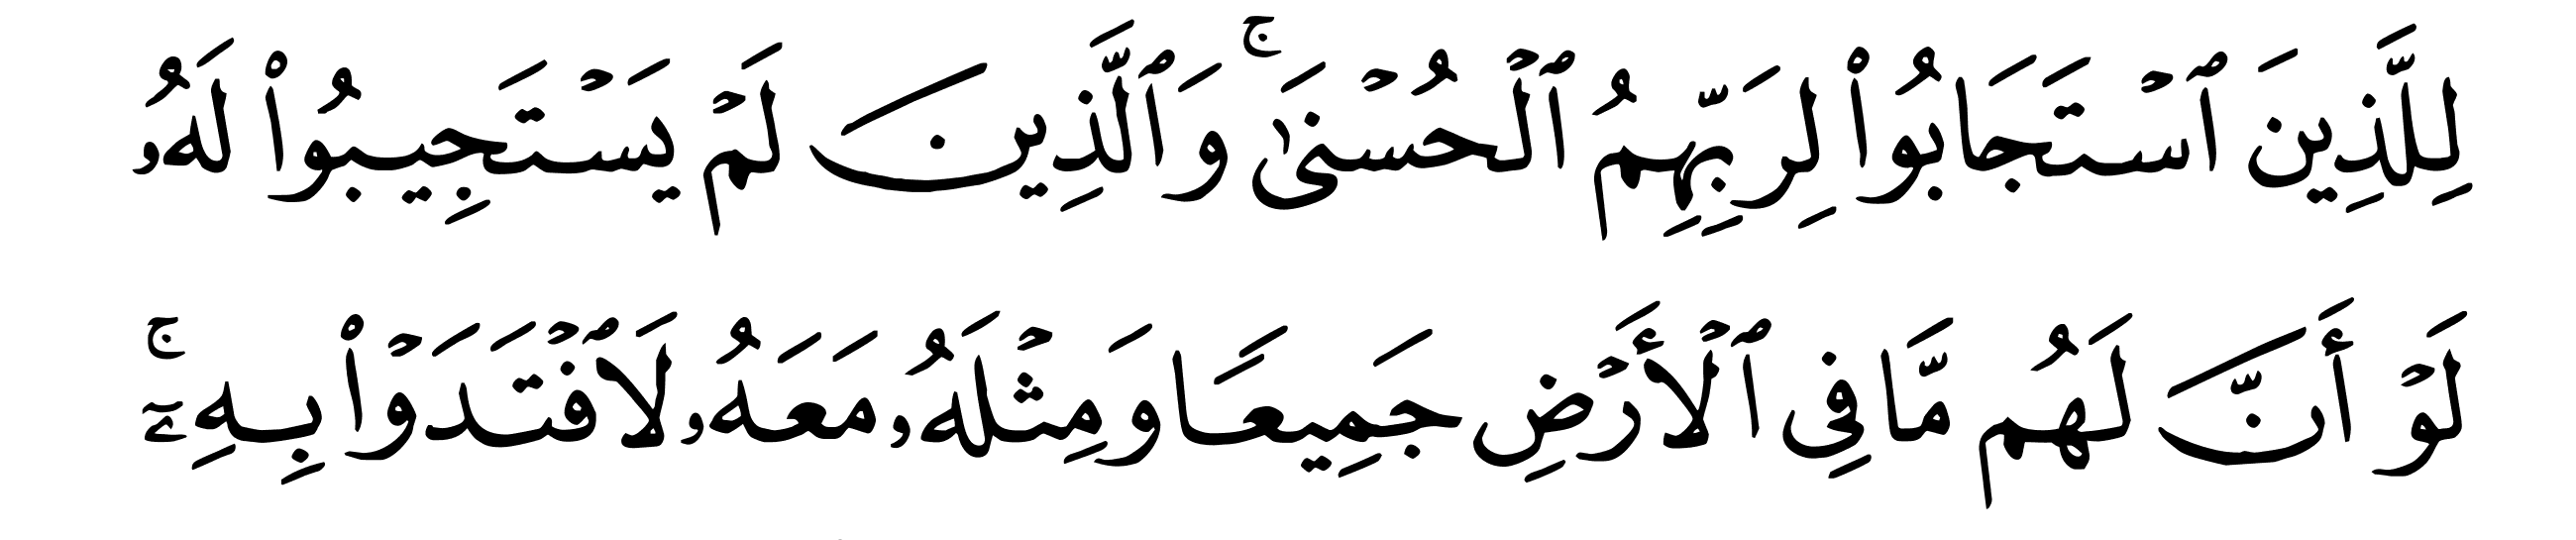 لِلَّذِينَ ٱسۡتَجَابُواْ لِرَبِّهِمُ ٱلۡحُسۡنَىٰۚ وَٱلَّذِينَ لَمۡ يَسۡتَجِيبُواْ لَهُۥ
لَوۡ أَنَّ لَهُم مَّا فِي ٱلۡأَرۡضِ جَمِيعٗا وَمِثۡلَهُۥ مَعَهُۥ لَٱفۡتَدَوۡاْ بِهِۦٓۚ